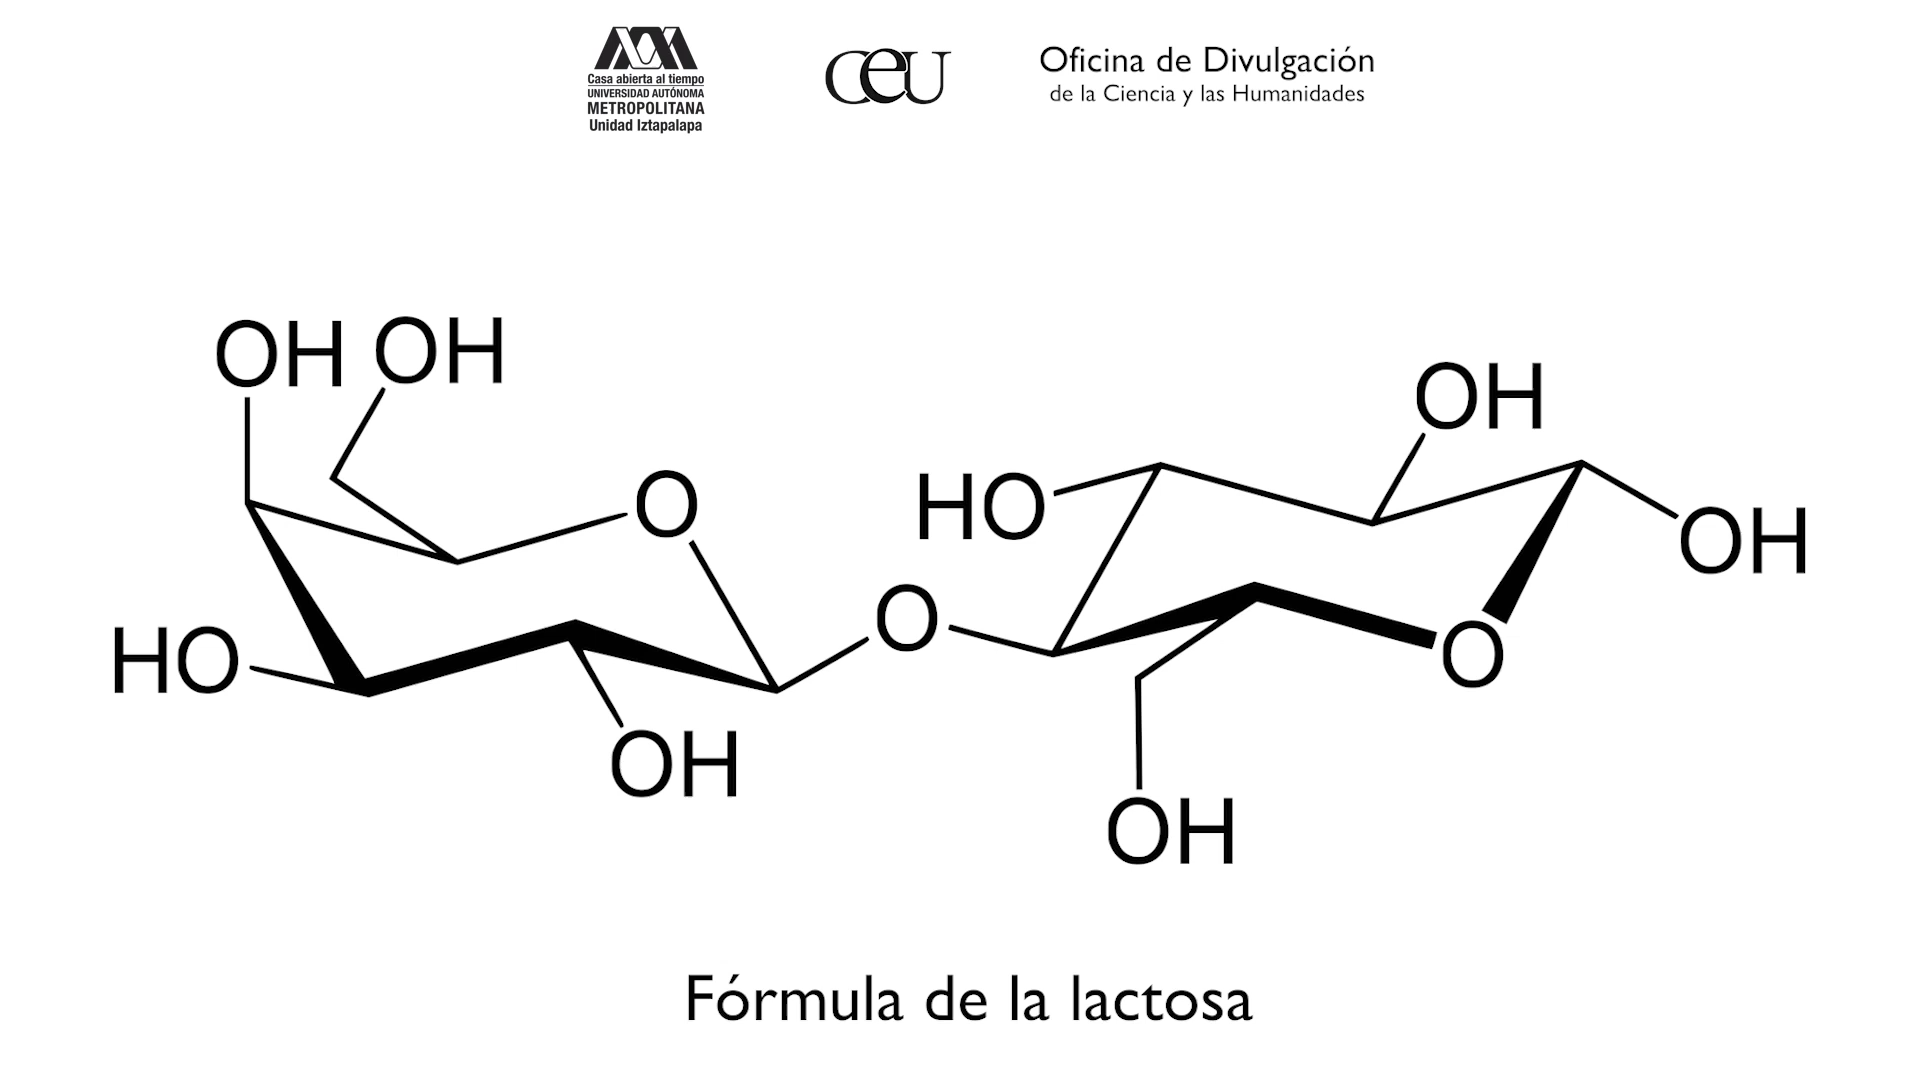 Casa abierta al tiempo
UNIVERSIDAD AUTÓNOMA
METROPOLITANA
Unidad Iztapalapa
CeU
Oficina de Divulgación
de la Ciencia y las Humanidades
OH OH
OH
O
HO
OH
O
HO
O
OH
OH
Fórmula de la lactosa